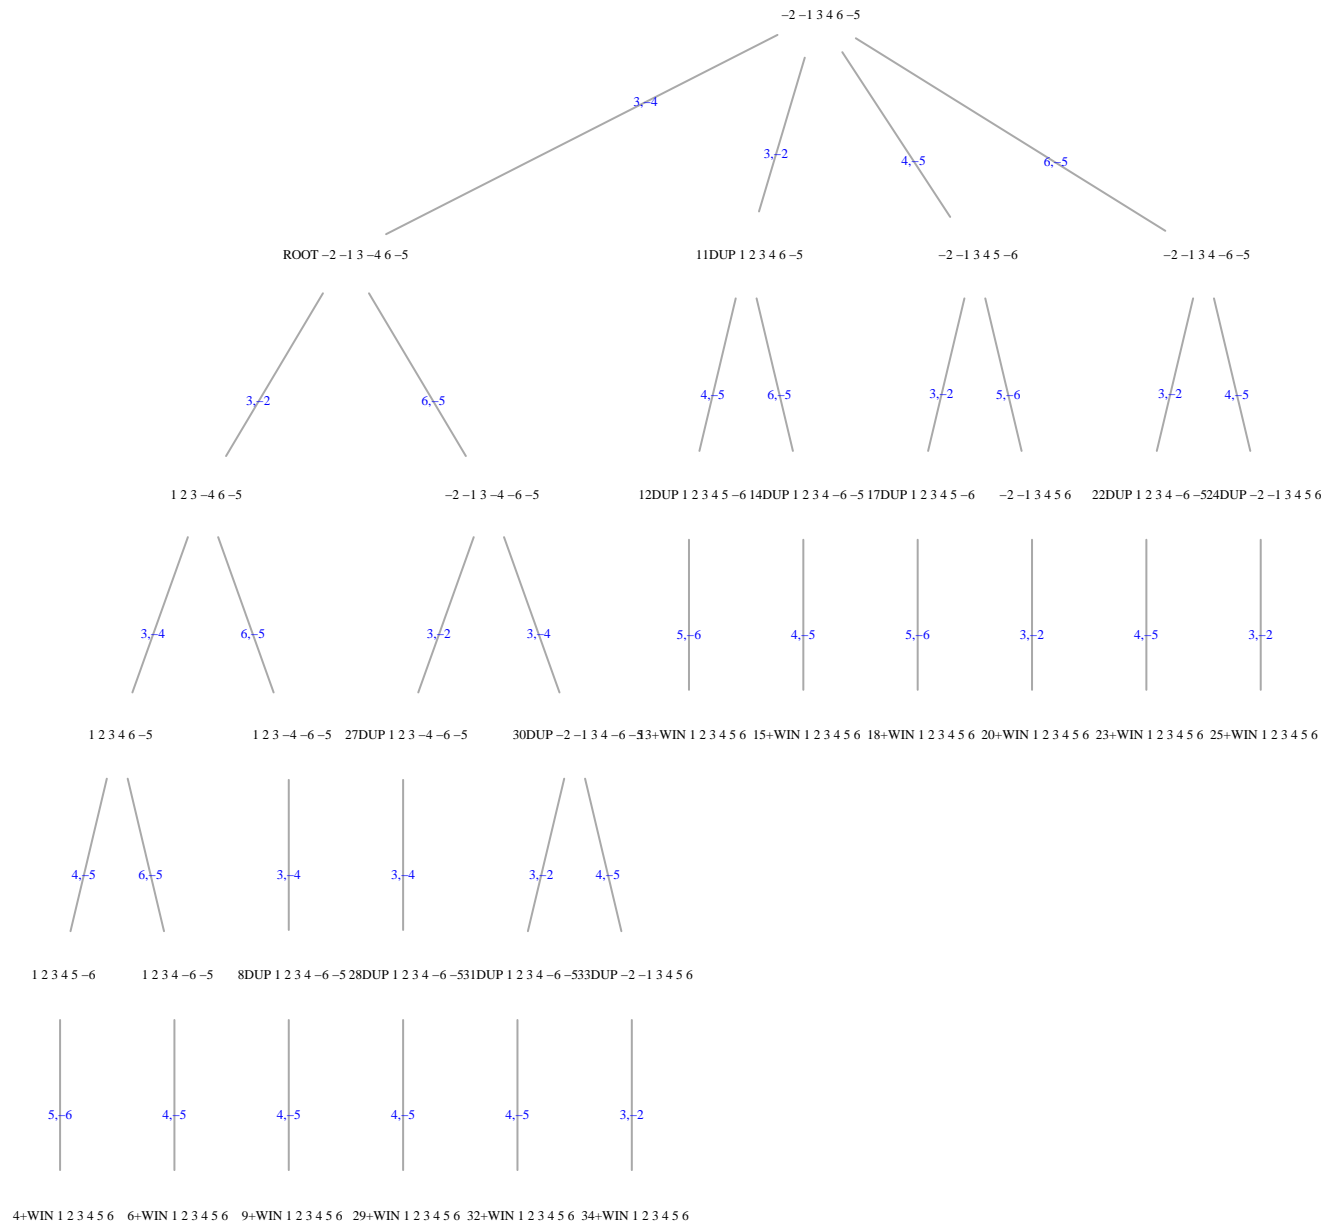 −2 −1 3 4 6 −5
3,−4
3,−2
4,−5
6,−5
ROOT −2 −1 3 −4 6 −5
11DUP 1 2 3 4 6 −5
−2 −1 3 4 5 −6
−2 −1 3 4 −6 −5
3,−2
6,−5
4,−5
6,−5
3,−2
5,−6
3,−2
4,−5
1 2 3 −4 6 −5
−2 −1 3 −4 −6 −5
12DUP 1 2 3 4 5 −6
14DUP 1 2 3 4 −6 −5
17DUP 1 2 3 4 5 −6
−2 −1 3 4 5 6
22DUP 1 2 3 4 −6 −5
24DUP −2 −1 3 4 5 6
3,−4
6,−5
3,−2
3,−4
5,−6
4,−5
5,−6
3,−2
4,−5
3,−2
1 2 3 4 6 −5
1 2 3 −4 −6 −5
27DUP 1 2 3 −4 −6 −5
30DUP −2 −1 3 4 −6 −5
13+WIN 1 2 3 4 5 6
15+WIN 1 2 3 4 5 6
18+WIN 1 2 3 4 5 6
20+WIN 1 2 3 4 5 6
23+WIN 1 2 3 4 5 6
25+WIN 1 2 3 4 5 6
4,−5
6,−5
3,−4
3,−4
3,−2
4,−5
1 2 3 4 5 −6
1 2 3 4 −6 −5
8DUP 1 2 3 4 −6 −5
28DUP 1 2 3 4 −6 −5
31DUP 1 2 3 4 −6 −5
33DUP −2 −1 3 4 5 6
5,−6
4,−5
4,−5
4,−5
4,−5
3,−2
4+WIN 1 2 3 4 5 6
6+WIN 1 2 3 4 5 6
9+WIN 1 2 3 4 5 6
29+WIN 1 2 3 4 5 6
32+WIN 1 2 3 4 5 6
34+WIN 1 2 3 4 5 6